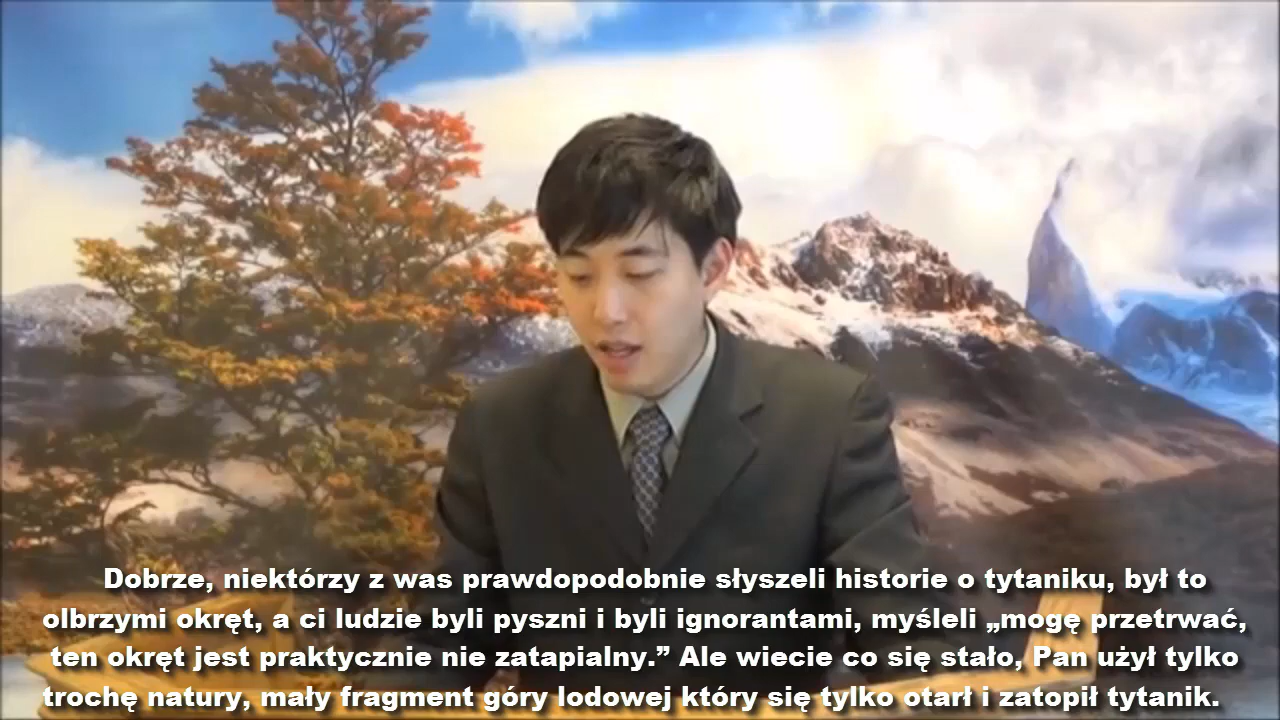 Dobrze, niektórzy z was prawdopodobnie słyszeli historie o tytaniku, był to
olbrzymi okręt, a ci ludzie byli pyszni i byli ignorantami, myśleli „mogę przetrwać,
ten okręt jest praktycznie nie zatapialny.” Ale wiecie co się stało, Pan użył tylko
trochę natury, mały fragment góry lodowej który się tylko otarł i zatopił tytanik.